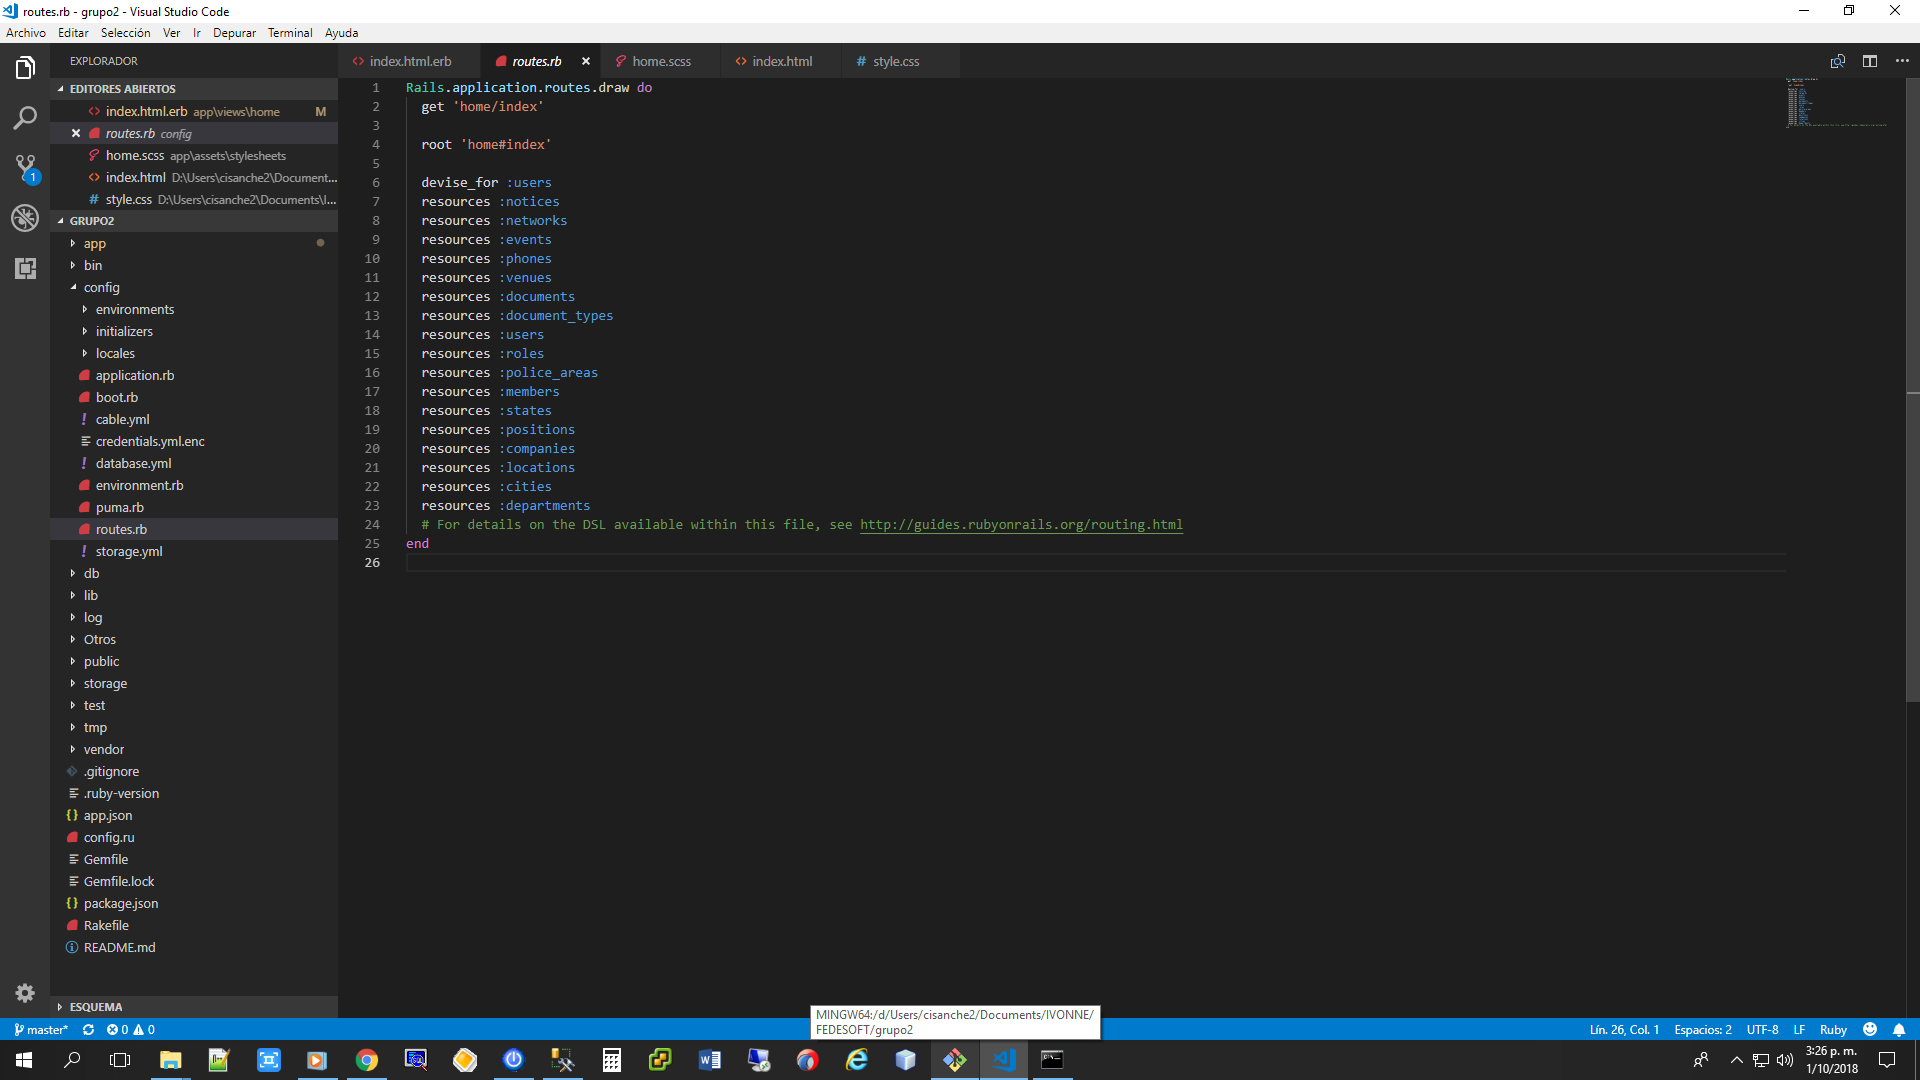 routes.rb - grupo2 - Visual Studio Code
Archivo Editar Selección Ver Ir Depurar Terminal Ayuda
EXPLORADOR
EDITORES ABIERTOS
index.html.erb app\views\home M
routes.rb config
home.scss app\assets\stylesheets
index.html D:\Users\cisanche2\Document...
style.css D:\Users\cisanche2\Documents\I...
GRUPO2
app
bin
config
environments
initializers
locales
application.rb
boot.rb
cable.yml
credentials.yml.enc
database.yml
environment.rb
puma.rb
routes.rb
storage.yml
db
lib
log
Otros
public
storage
test
tmp
vendor
.gitignore
.ruby-version
app.json
config.ru
Gemfile
Gemfile.lock
package.json
Rakefile
README.md
ESQUEMA
1
index.html.erb routes.rb home.scss index.html style.css
1 Rails.application.routes.draw do
2 get 'home/index'
3
4 root 'home#index'
5
6 devise_for :users
7 resources :notices
8 resources :networks
9 resources :events
10 resources :phones
11 resources :venues
12 resources :documents
13 resources :document_types
14 resources :users
15 resources :roles
16 resources :police_areas
17 resources :members
18 resources :states
19 resources :positions
20 resources :companies
21 resources :locations
22 resources :cities
23 resources :departments
24 # For details on the DSL available within this file, see http://guides.rubyonrails.org/routing.html
25 end
26
MINGW64:/d/Users/cisanche2/Documents/IVONNE/
FEDESOFT/grupo2
master* 0 0 Lín. 26, Col. 1 Espacios: 2 UTF-8 LF Ruby
3:26 p. m.
1/10/2018